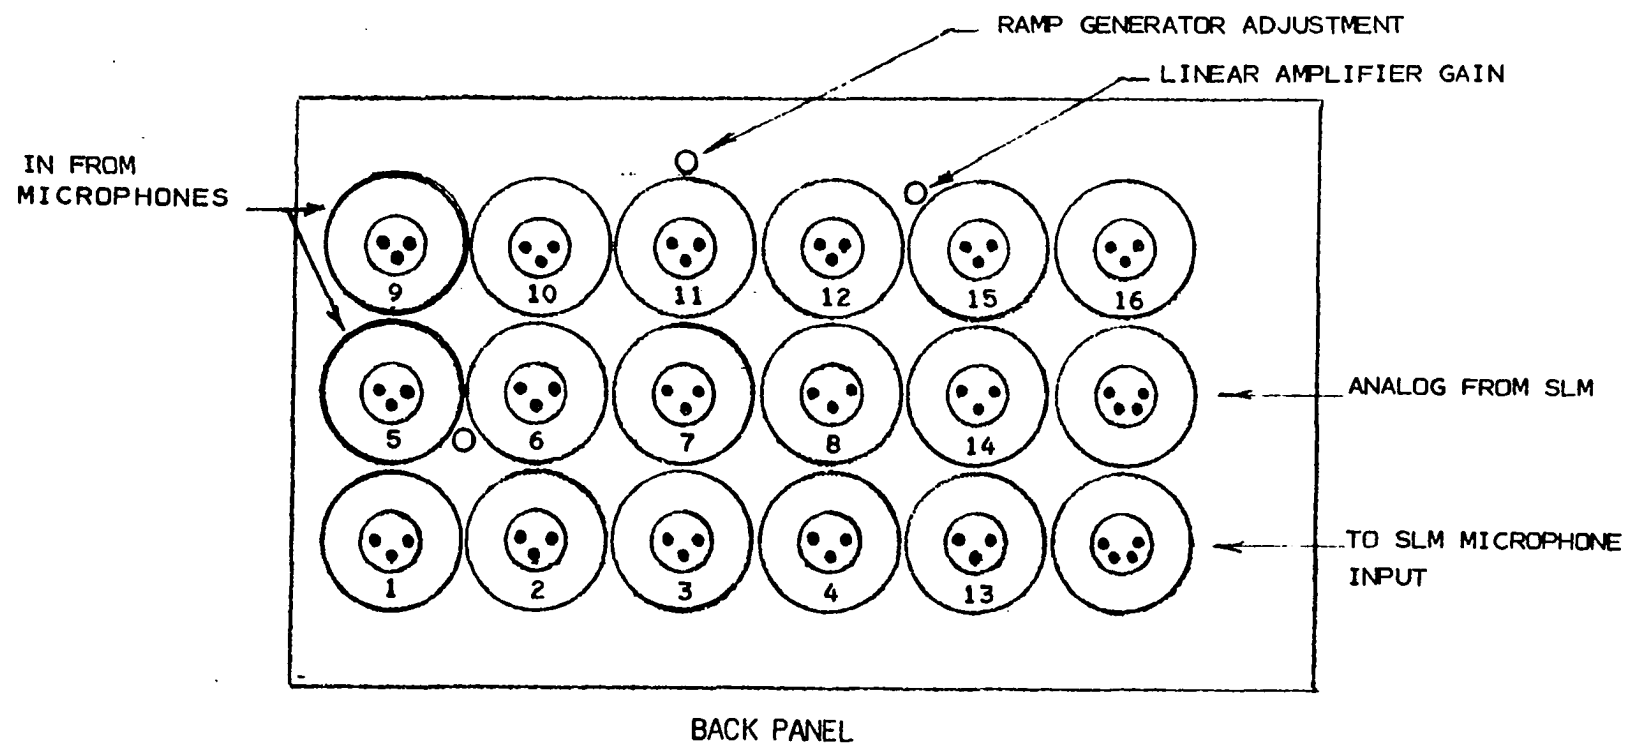 RAMP GENERATOR ADJUSTMENT
LINEAR AMPLIFIER GAIN
IN FROM
MICROPHONES
9 10 11 12 15 16
5 6 7 8 14
ANALOG FROM SLM
1 2 3 4 13
TO SLM MICROPHONE
INPUT
BACK PANEL